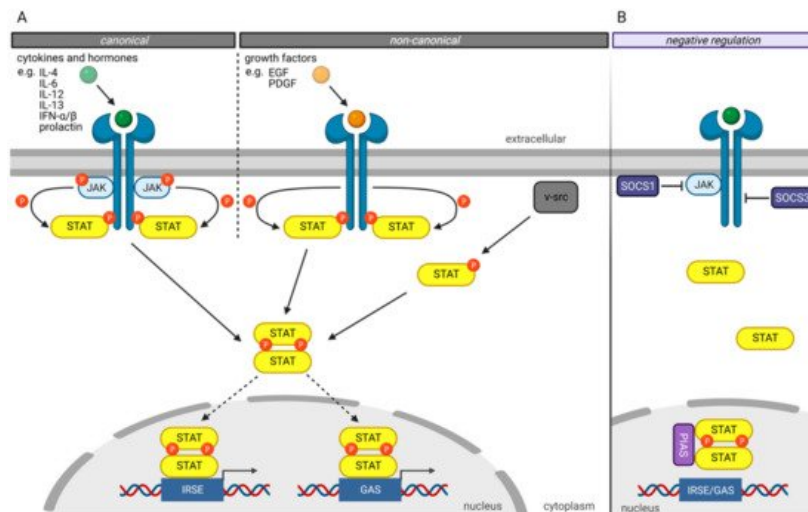 A
B
canonical
non-canonical
negative regulation
cytokines and hormones
e.g. IL-4
IL-6
IL-12
IL-13
IFN-α/β
prolactin
growth factors
e.g. EGF
PDGF
extracellular
P
JAK
JAK
P
P
STAT
P
P
STAT
P
P
STAT
P
P
STAT
P
v-src
STAT
P
SOCS1
JAK
SOCS3
STAT
STAT
STAT
P
P
STAT
STAT
P
P
STAT
IRSE
STAT
P
P
STAT
GAS
nucleus
cytoplasm
PIAS
STAT
P
P
STAT
IRSE/GAS
nucleus